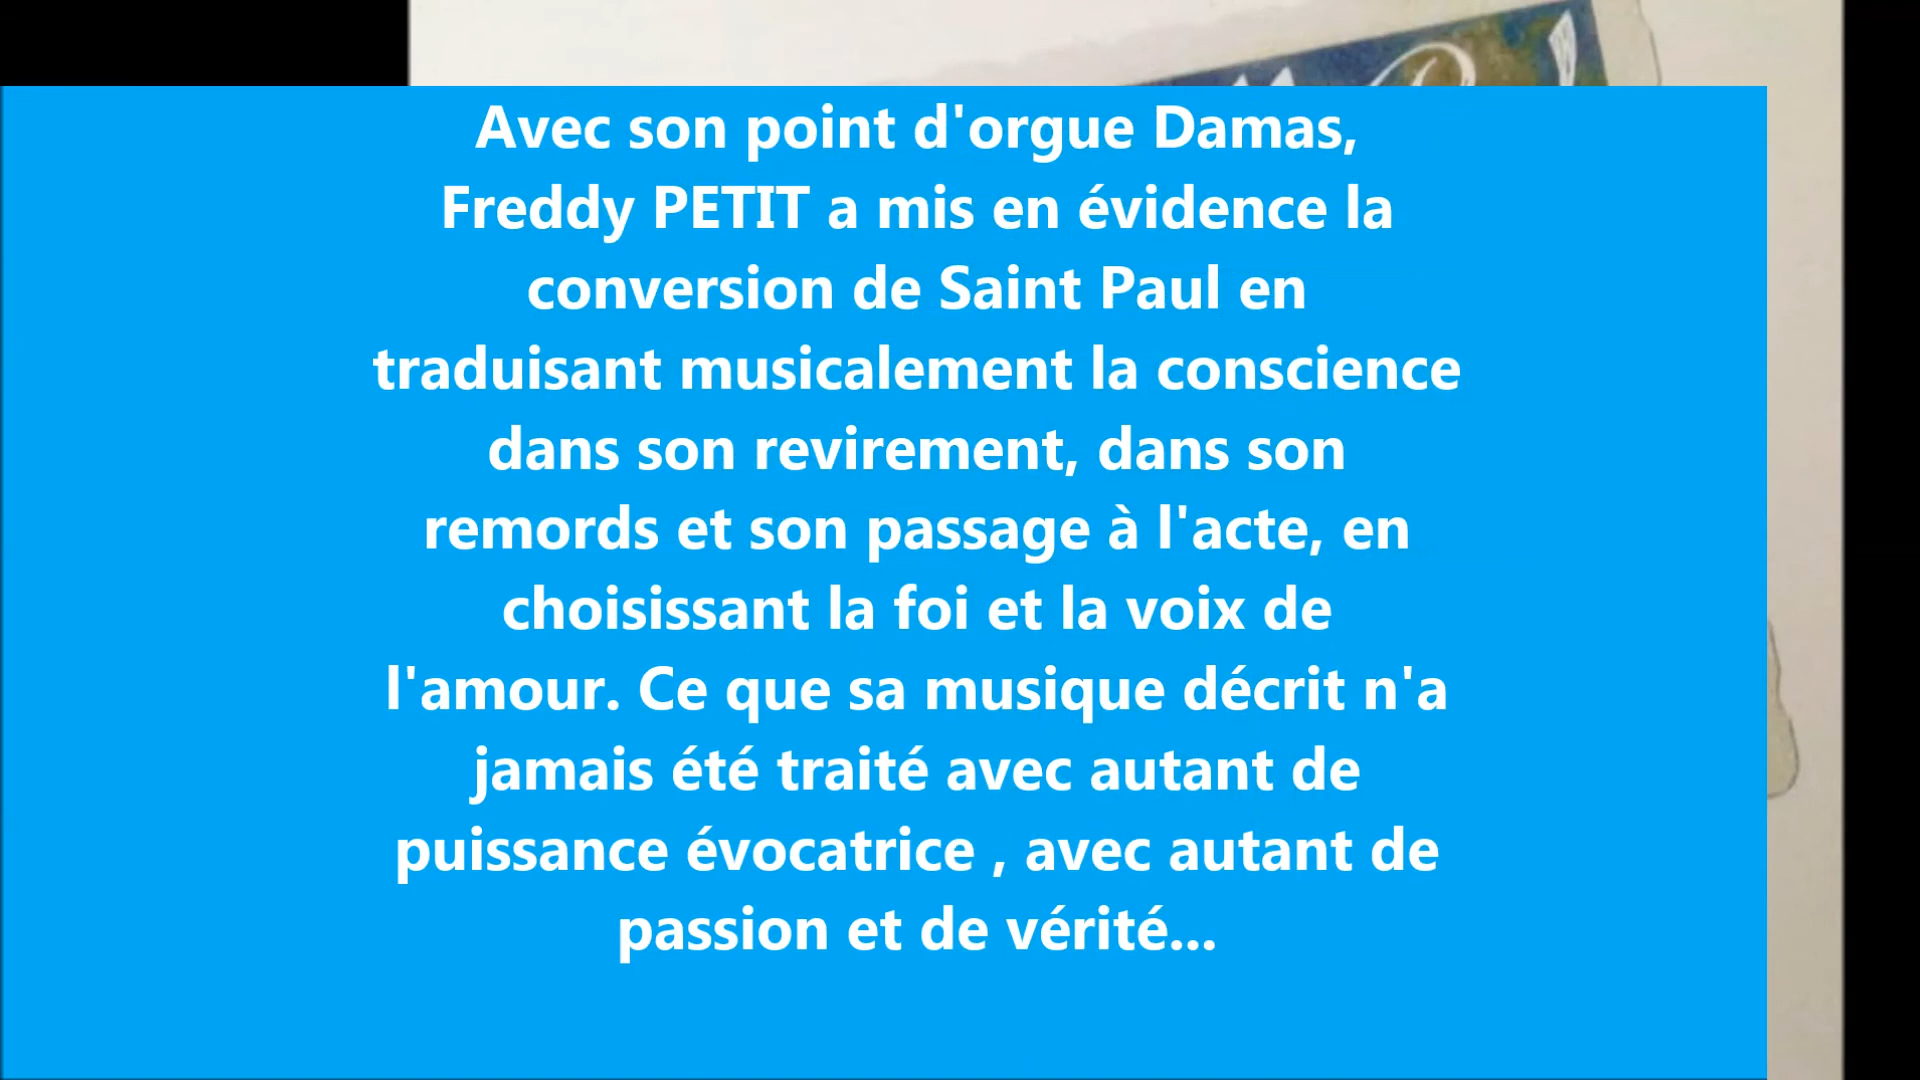 Avec son point d'orgue Damas,
Freddy PETIT a mis en évidence la
conversion de Saint Paul en
traduisant musicalement la conscience
dans son revirement, dans son
remords et son passage à l'acte, en
choisissant la foi et la voix de
l'amour. Ce que sa musique décrit n'a
jamais été traité avec autant de
puissance évocatrice , avec autant de
passion et de vérité...